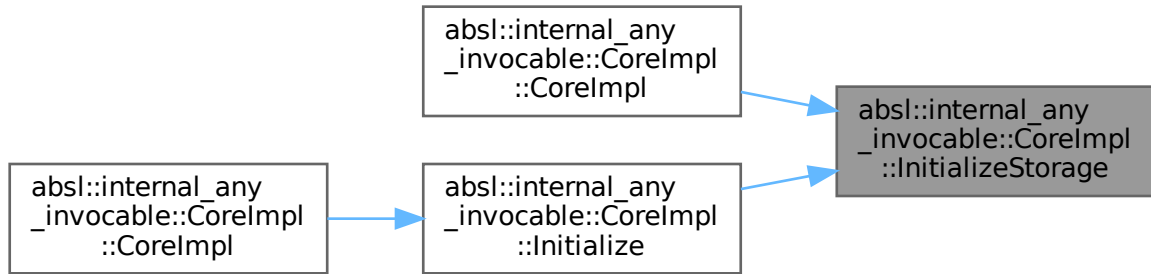 absl::internal_any
_invocable::CoreImpl
::CoreImpl
absl::internal_any
_invocable::CoreImpl
::InitializeStorage
absl::internal_any
_invocable::CoreImpl
::CoreImpl
absl::internal_any
_invocable::CoreImpl
::Initialize